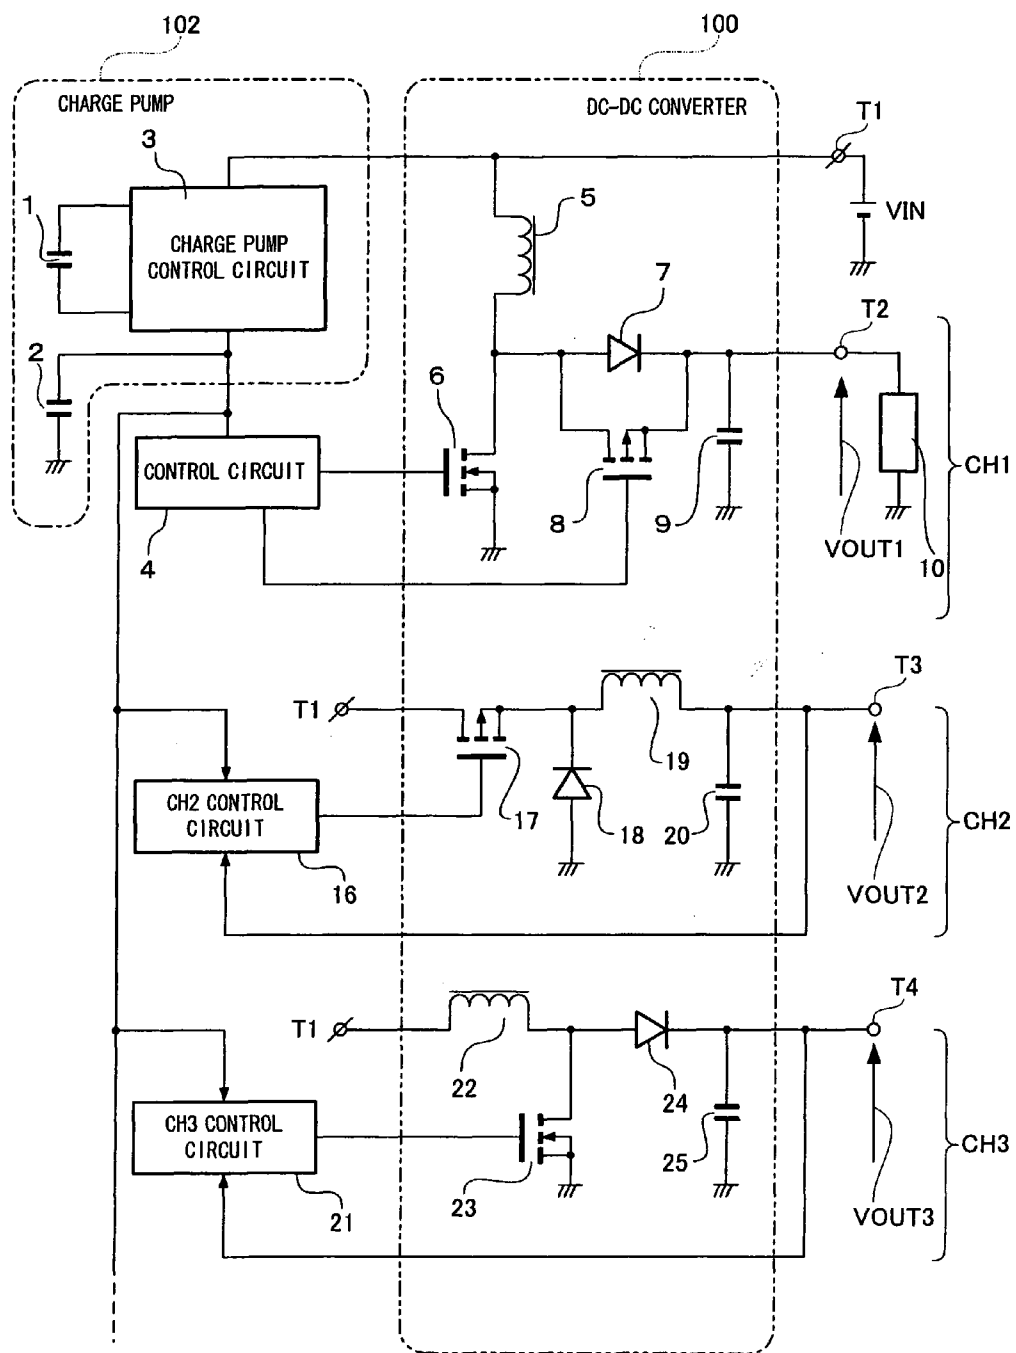 102
100
CHARGE PUMP
DC-DC CONVERTER
T1
3
1
CHARGE PUMP
CONTROL CIRCUIT
5
VIN
7
T2
2
6
CONTROL CIRCUIT
4
8
9
VOUT1
10
CH1
T1
T3
17
18
19
20
CH2 CONTROL
CIRCUIT
16
VOUT2
CH2
T1
T4
22
24
CH3 CONTROL
CIRCUIT
21
23
25
VOUT3
CH3